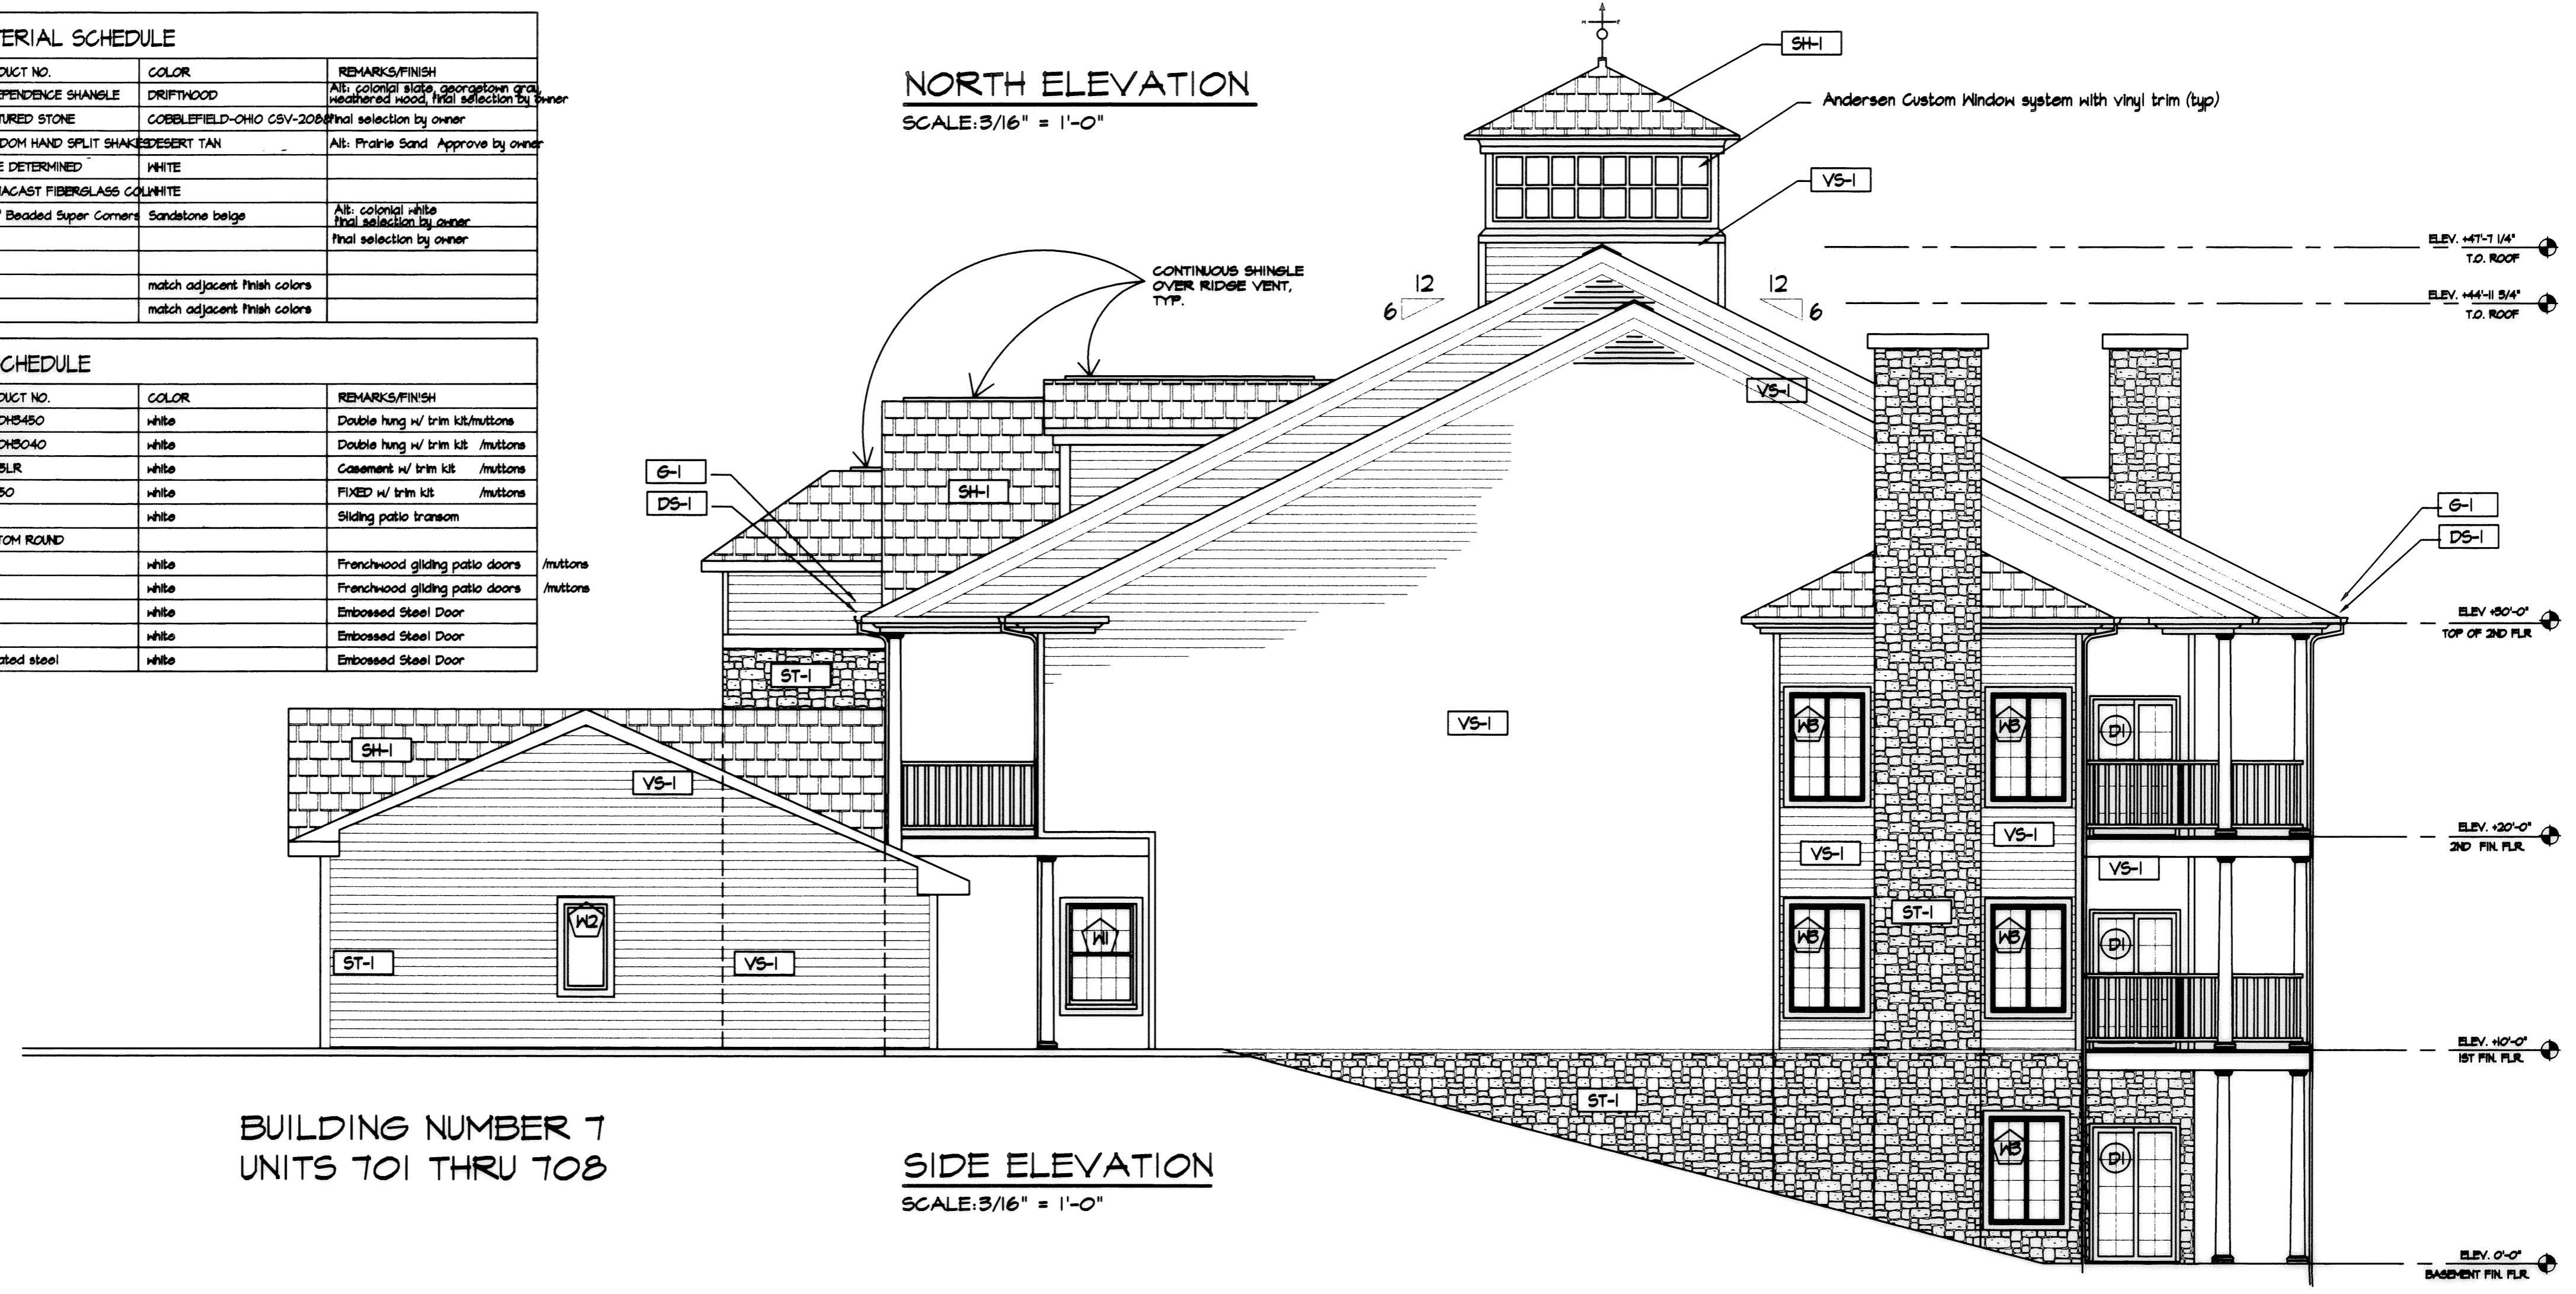 TERIAL SCHEDULE
DUCT NO. COLOR REMARKS/FINISH
EPENDENCE SHANGLE DRIFTWOOD Alt: colonial slate, georgetown gray,
weathered wood, final selection by owner
TURED STONE COBBLEFIELD-OHIO CSV-2088 final selection by owner
DOM HAND SPLIT SHAKES DESERT TAN Alt: Prairie Sand Approve by owner
E DETERMINED WHITE
MACAST FIBERGLASS COL WHITE
" Beaded Super Corners Sandstone beige Alt: colonial white
final selection by owner
final selection by owner
match adjacent finish colors
match adjacent finish colors
CHEDULE
DUCT NO. COLOR REMARKS/FINISH
DH3450 white Double hung w/ trim kit/muttons
DH3040 white Double hung w/ trim kit /muttons
3LR white Casement w/ trim kit /muttons
50 white FIXED w/ trim kit /muttons
white Sliding patio transom
TOM ROUND
white Frenchwood gliding patio doors /muttons
white Frenchwood gliding patio doors /muttons
white Embossed Steel Door
white Embossed Steel Door
ated steel white Embossed Steel Door
NORTH ELEVATION
SCALE:3/16" = 1'-0"
SH-1
Andersen Custom Window system with vinyl trim (typ)
VS-1
ELEV. +47'-7 1/4"
T.O. ROOF
CONTINUOUS SHINGLE
OVER RIDGE VENT,
TYP.
12
6
12
6
ELEV. +44'-11 3/4"
T.O. ROOF
VS-1
G-1
DS-1
SH-1
G-1
DS-1
ELEV +30'-0"
TOP OF 2ND FLR
ST-1
SH-1
VS-1
VS-1
W3
W3
D1
VS-1
VS-1
VS-1
ELEV. +20'-0"
2ND FIN. FLR.
W2
W1
W3
W3
ST-1
D1
ST-1
VS-1
ELEV. +10'-0"
1ST FIN. FLR.
ST-1
W3
D1
BUILDING NUMBER 7
UNITS 701 THRU 708
SIDE ELEVATION
SCALE:3/16" = 1'-0"
ELEV. 0'-0"
BASEMENT FIN. FLR.